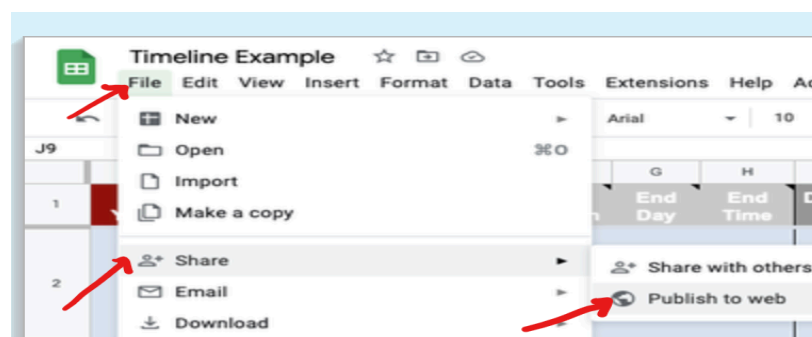 Timeline Example
File Edit View Insert Format Data Tools Extensions Help
New Arial 10
J9 Open ⌘O
G H
Import
1 End End
Make a copy Day Time
Share
Share with others
2 Email
Publish to web
Download